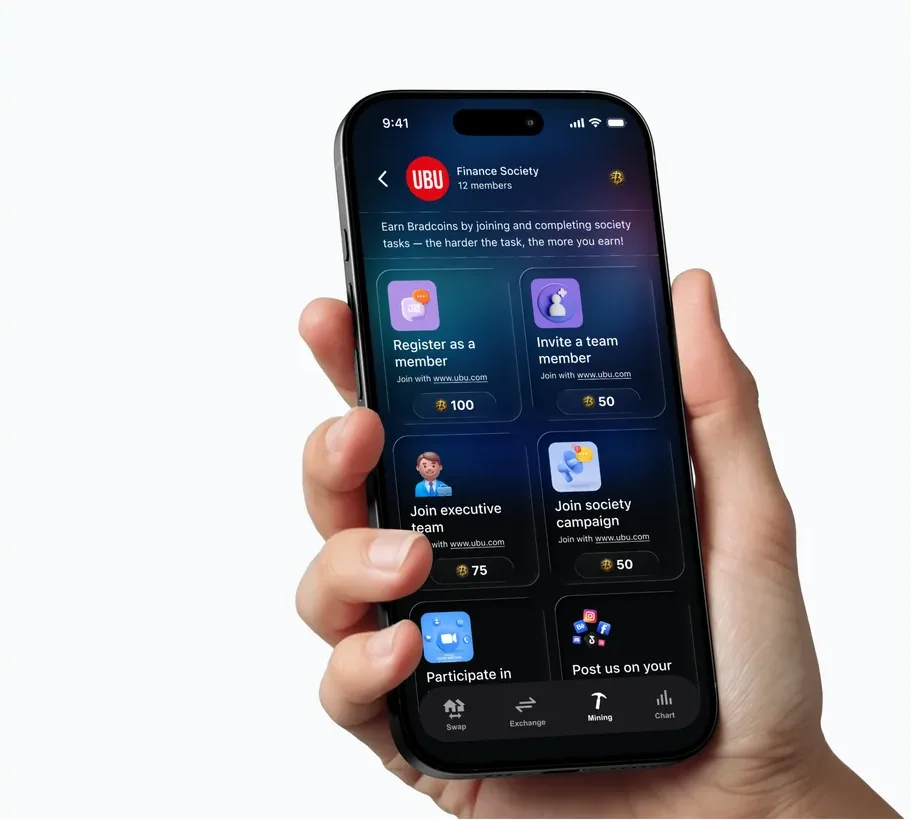 9:41
UBU
Finance Society
12 members
Earn Bradcoins by joining and completing society
tasks — the harder the task, the more you earn!
Register as a
member
Join with www.ubu.com
100
Invite a team
member
Join with www.ubu.com
50
Join executive
team
with www.ubu.com
75
Join society
campaign
Join with www.ubu.com
50
Participate in
Post us on your
Swap
Exchange
Mining
Chart